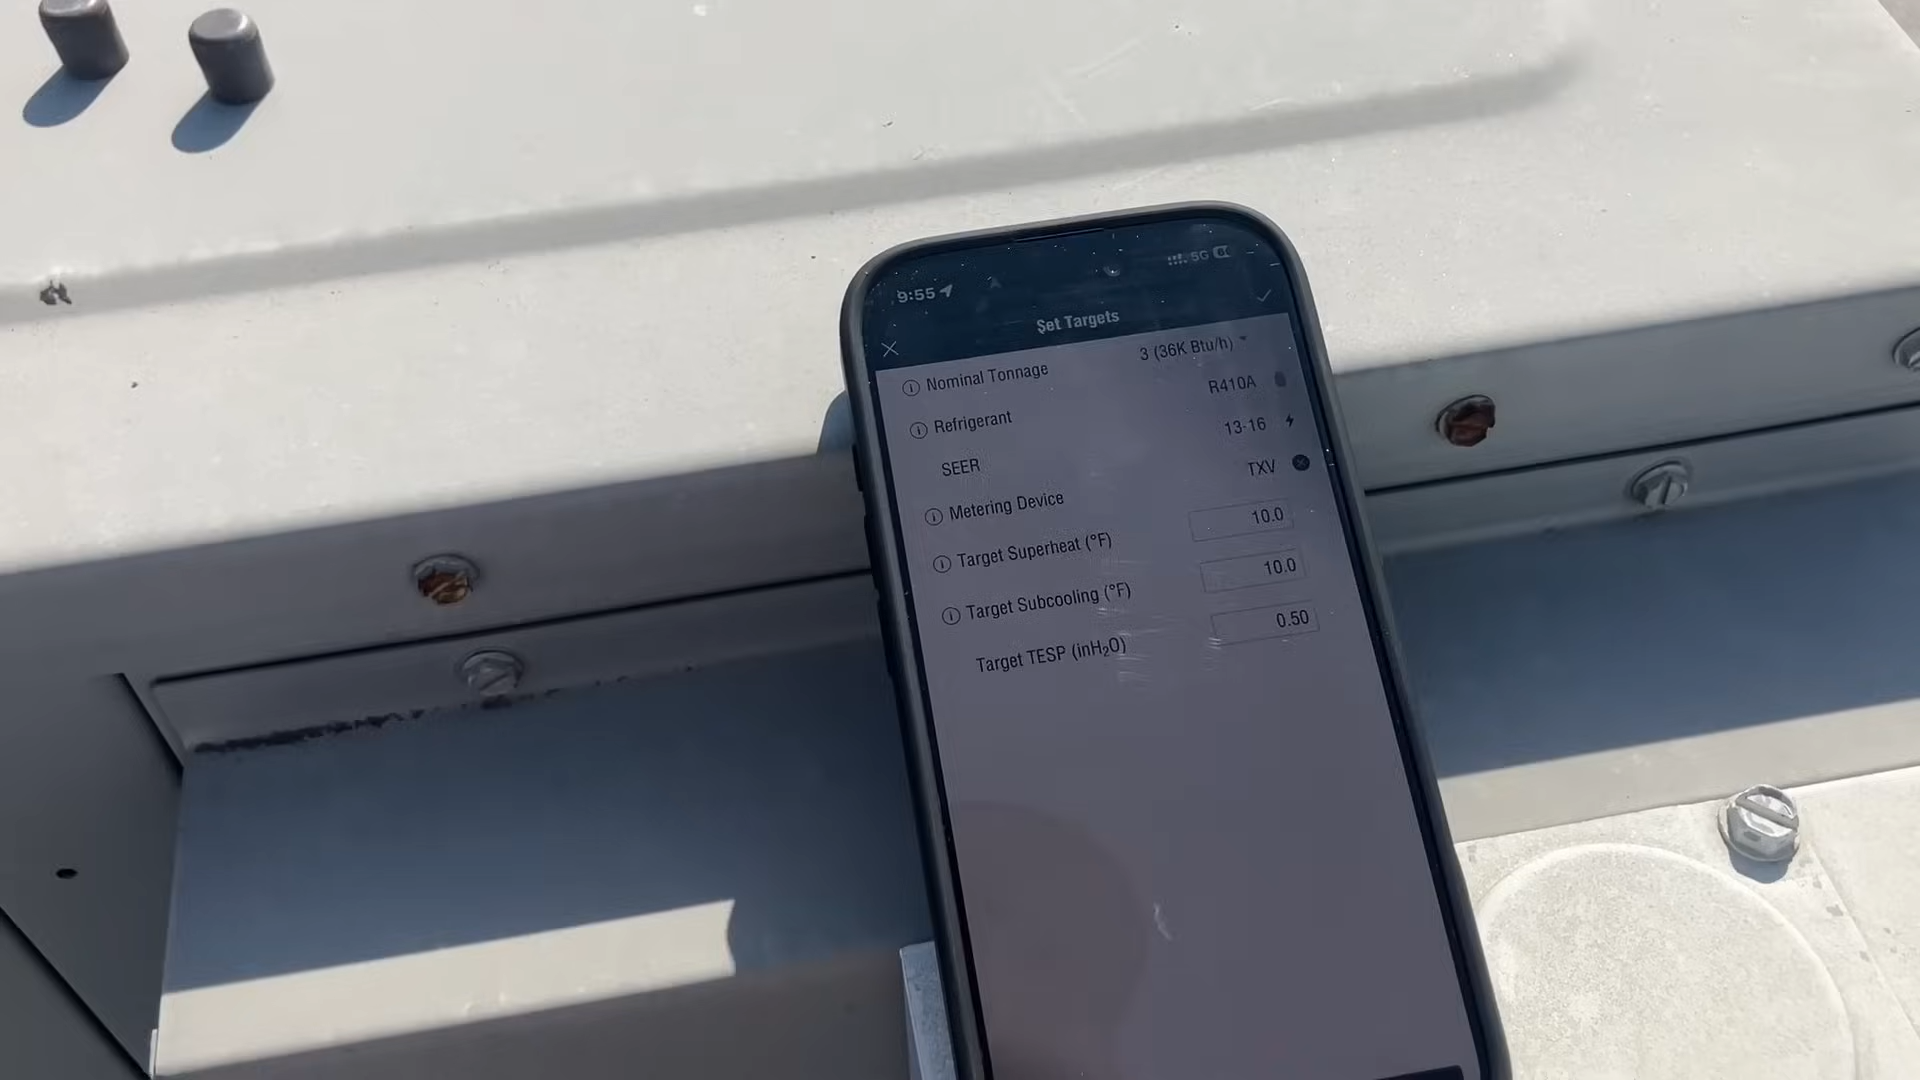 9:55 5G
Set Targets
Nominal Tonnage 3 (36K Btu/h)
Refrigerant R410A
SEER 13-16
Metering Device TXV
Target Superheat (°F) 10.0
Target Subcooling (°F) 10.0
Target TESP (inH₂O) 0.50